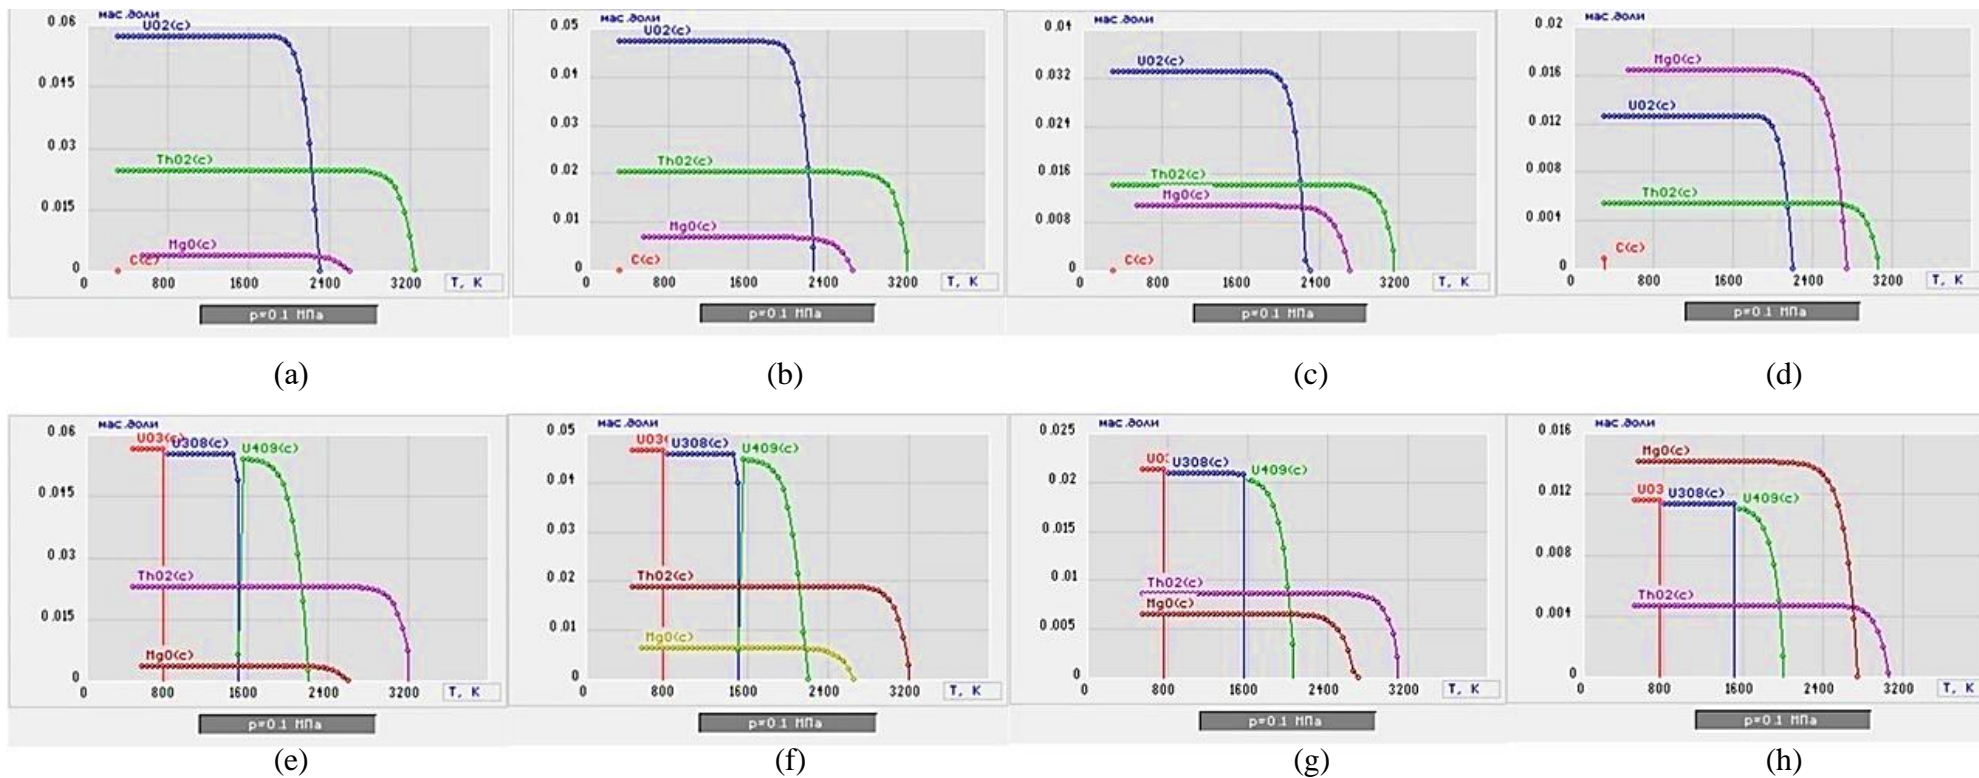 мас.доли
0.06
UO2(c)
0.045
0.03
ThO2(c)
0.015
MgO(c)
C(c)
0
0 800 1600 2400 3200 T, K
p=0.1 МПа
(a)
мас.доли
0.05
UO2(c)
0.04
0.03
ThO2(c)
0.02
0.01
MgO(c)
0
C(c)
0 800 1600 2400 3200 T, K
p=0.1 МПа
(b)
мас.доли
0.04
UO2(c)
0.032
0.024
0.016
ThO2(c)
MgO(c)
0.008
C(c)
0
0 800 1600 2400 3200 T, K
p=0.1 МПа
(c)
мас.доли
0.02
MgO(c)
0.016
UO2(c)
0.012
0.008
ThO2(c)
0.004
C(c)
0
0 800 1600 2400 3200 T, K
p=0.1 МПа
(d)
мас.доли
0.06
UO3(c) U3O8(c) U4O9(c)
0.045
0.03
ThO2(c)
0.015
MgO(c)
0
0 800 1600 2400 3200 T, K
p=0.1 МПа
(e)
мас.доли
0.05
UO3( U3O8(c) U4O9(c)
0.04
0.03
ThO2(c)
0.02
0.01
MgO(c)
0
0 800 1600 2400 3200 T, K
p=0.1 МПа
(f)
мас.доли
0.025
U3O8(c) U4O9(c)
0.02
0.015
0.01
ThO2(c)
MgO(c)
0.005
0
0 800 1600 2400 3200 T, K
p=0.1 МПа
(g)
мас.доли
0.016
MgO(c)
0.012
UO3 U3O8(c) U4O9(c)
0.008
ThO2(c)
0.004
0
0 800 1600 2400 3200 T, K
p=0.1 МПа
(h)